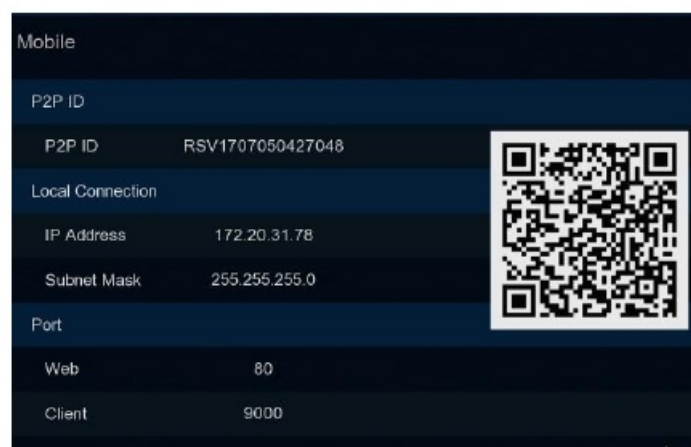 Mobile
P2P ID
P2P ID RSV1707050427048
Local Connection
IP Address 172.20.31.78
Subnet Mask 255.255.255.0
Port
Web 80
Client 9000